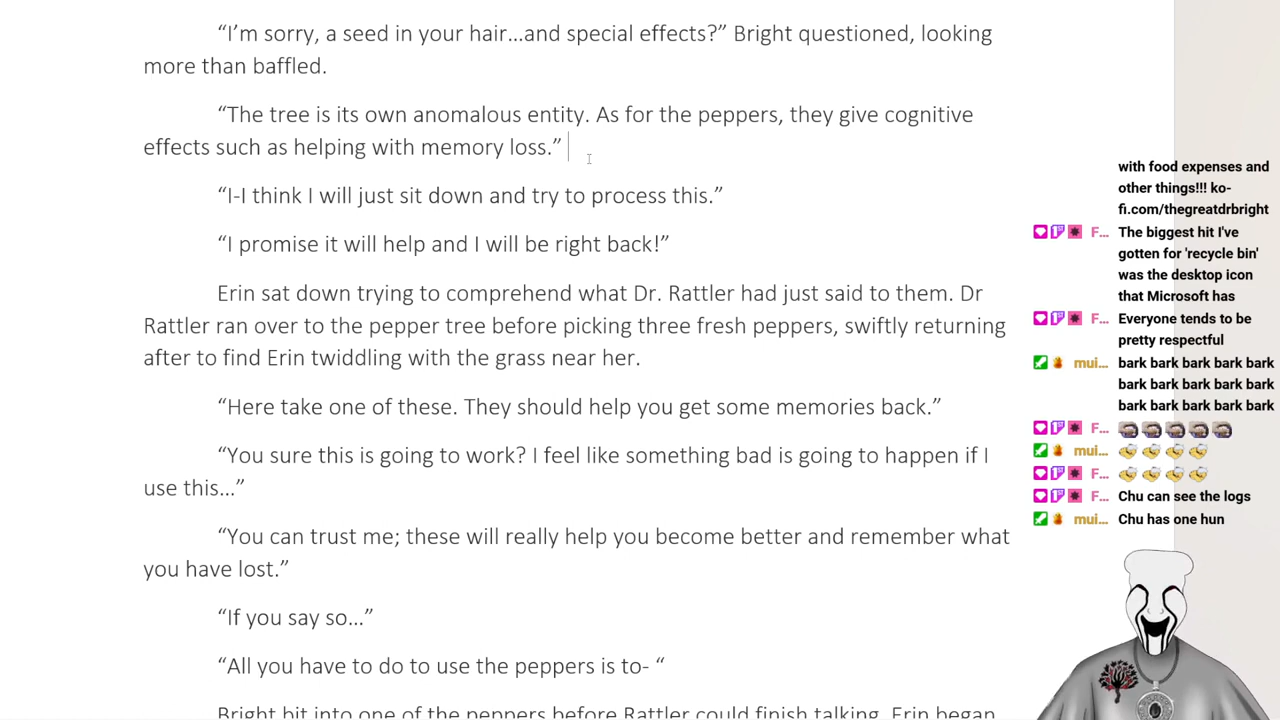 “I’m sorry, a seed in your hair...and special effects?” Bright questioned, looking
more than baffled.
“The tree is its own anomalous entity. As for the peppers, they give cognitive
effects such as helping with memory loss.”
“I-I think I will just sit down and try to process this.”
“I promise it will help and I will be right back!”
Erin sat down trying to comprehend what Dr. Rattler had just said to them. Dr
Rattler ran over to the pepper tree before picking three fresh peppers, swiftly returning
after to find Erin twiddling with the grass near her.
“Here take one of these. They should help you get some memories back.”
“You sure this is going to work? I feel like something bad is going to happen if I
use this...”
“You can trust me; these will really help you become better and remember what
you have lost.”
“If you say so...”
“All you have to do to use the peppers is to- “
Bright bit into one of the peppers before Rattler could finish talking. Erin began
with food expenses and
other things!!! ko-
fi.com/thegreatdrbright
F... The biggest hit I've
gotten for 'recycle bin'
was the desktop icon
that Microsoft has
F... Everyone tends to be
pretty respectful
mui... bark bark bark bark bark
bark bark bark bark bark
bark bark bark bark bark
F...
mui...
F...
F... Chu can see the logs
mui... Chu has one hun